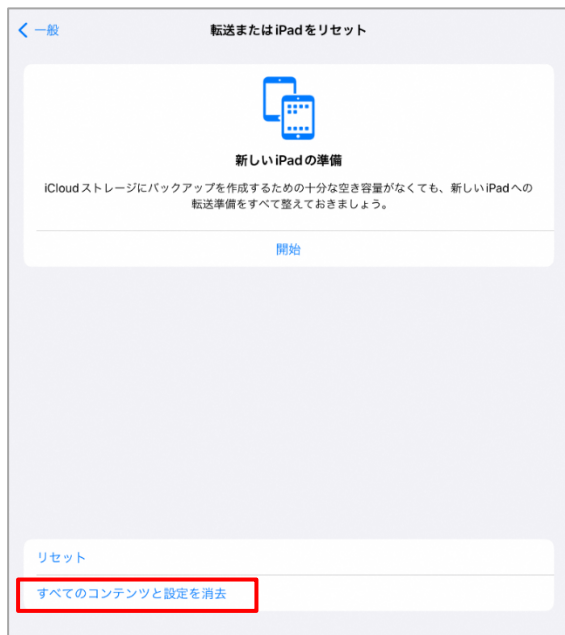 一般
転送またはiPadをリセット
新しいiPadの準備
iCloudストレージにバックアップを作成するための十分な空き容量がなくても、新しいiPadへの
転送準備をすべて整えておきましょう。
開始
リセット
すべてのコンテンツと設定を消去